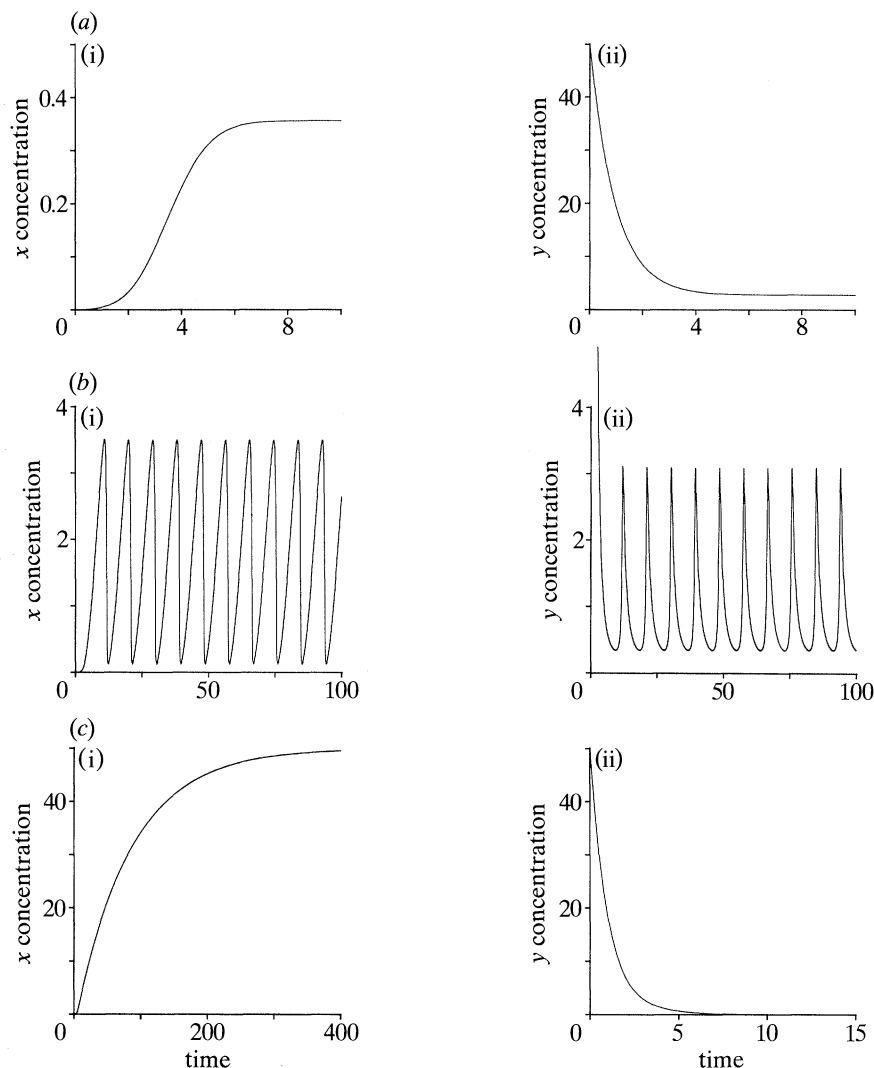 (a)
(i)
0.4
0.2
0
4
8
x concentration
(ii)
40
20
0
4
8
y concentration
(b)
(i)
4
2
0
50
100
x concentration
(ii)
4
2
0
50
100
y concentration
(c)
(i)
40
20
0
200
400
x concentration
time
(ii)
40
20
0
5
10
15
y concentration
time